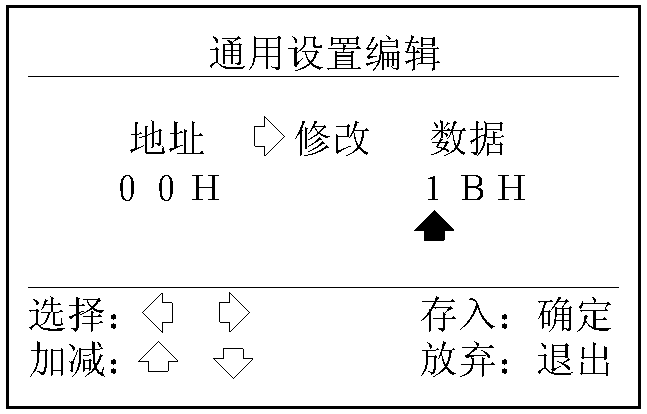 通用设置编辑
地址 ⇨ 修改 数据
0 0 H 1 B H
选择: ⇦ ⇨ 存入: 确定
加减: ⇧ ⇩ 放弃: 退出